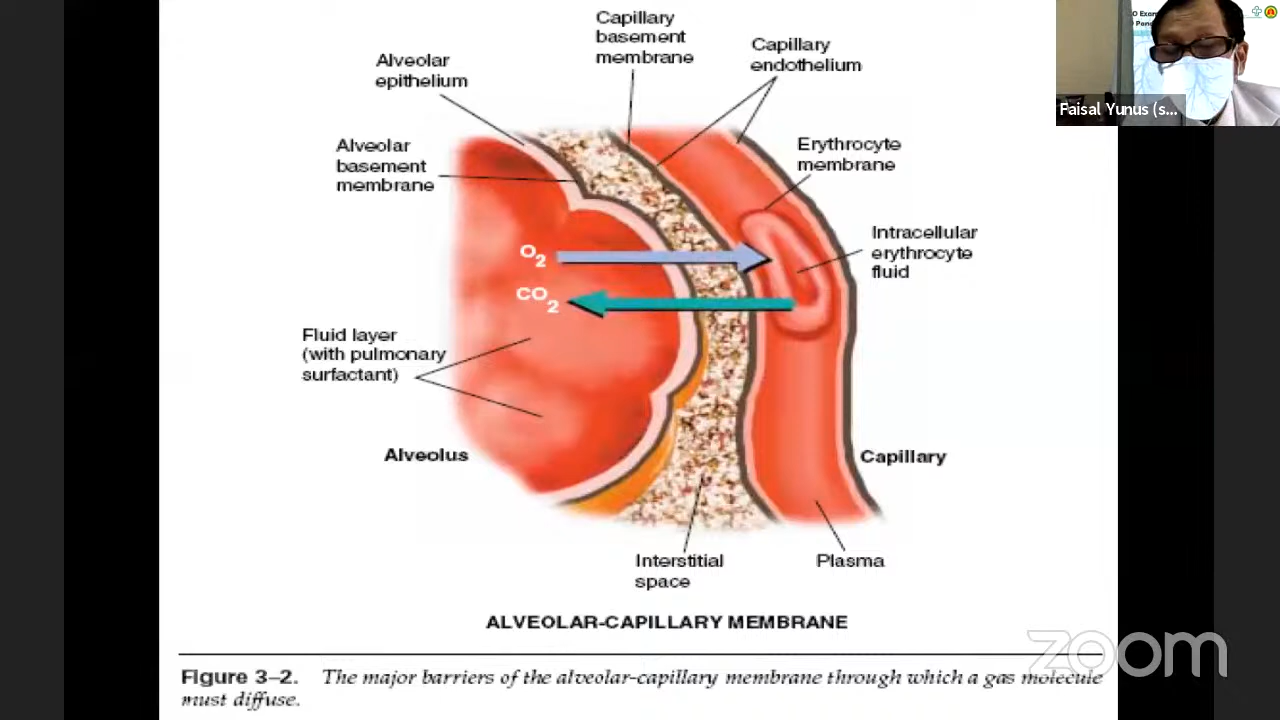 Capillary
basement
membrane
Capillary
endothelium
Alveolar
epithelium
Alveolar
basement
membrane
Erythrocyte
membrane
Intracellular
erythrocyte
fluid
O2
CO2
Fluid layer
(with pulmonary
surfactant)
Alveolus
Capillary
Interstitial
space
Plasma
ALVEOLAR-CAPILLARY MEMBRANE
Figure 3–2. The major barriers of the alveolar-capillary membrane through which a gas molecule
must diffuse.
Faisal Yunus (s...
zoom